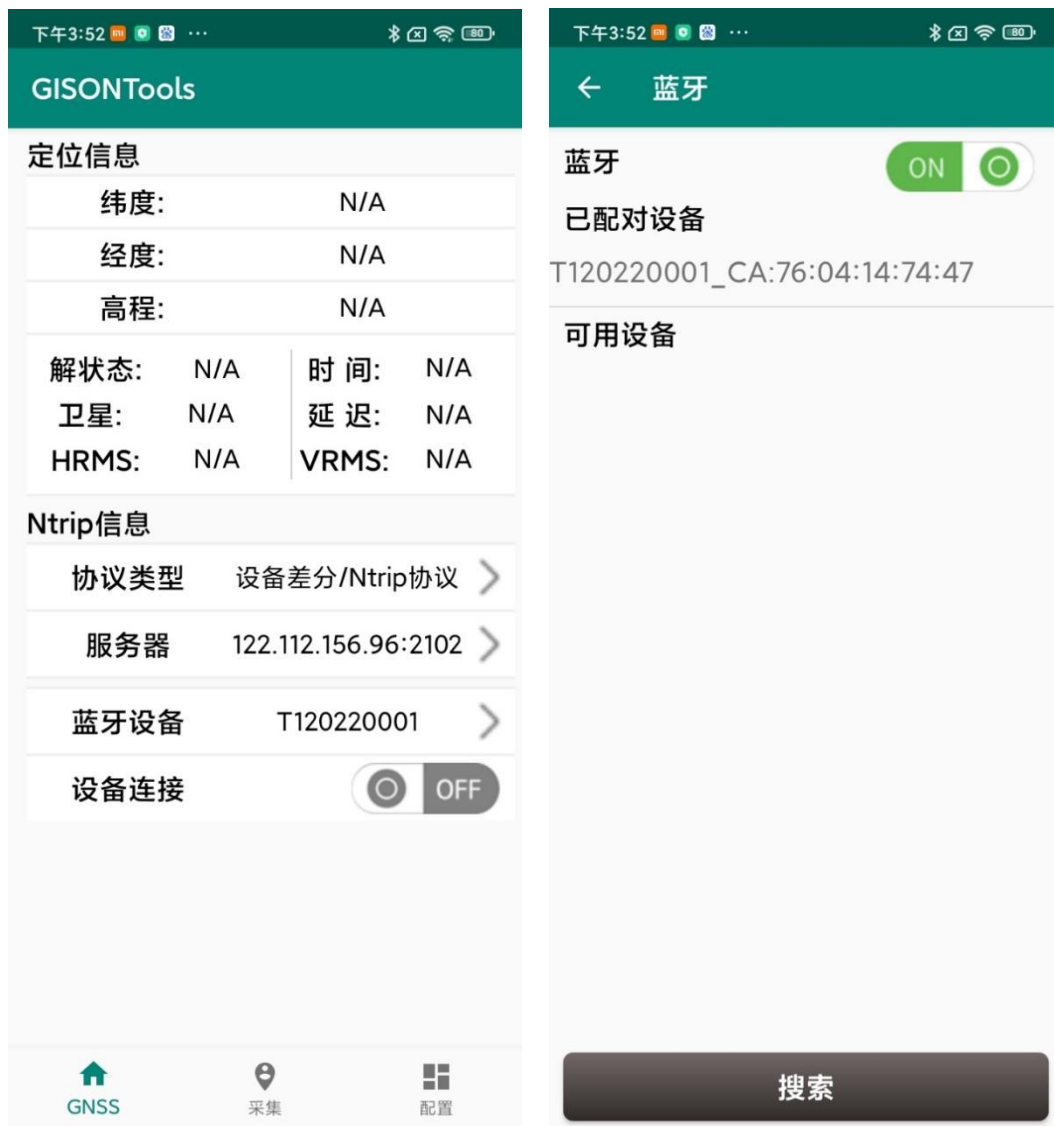 下午3:52 ...
80
GISONTools
定位信息
纬度: N/A
经度: N/A
高程: N/A
解状态: N/A 时 间: N/A
卫星: N/A 延 迟: N/A
HRMS: N/A VRMS: N/A
Ntrip信息
协议类型 设备差分/Ntrip协议
服务器 122.112.156.96:2102
蓝牙设备 T120220001
设备连接 OFF
GNSS 采集 配置
下午3:52 ...
80
蓝牙
蓝牙 ON
已配对设备
T120220001_CA:76:04:14:74:47
可用设备
搜索